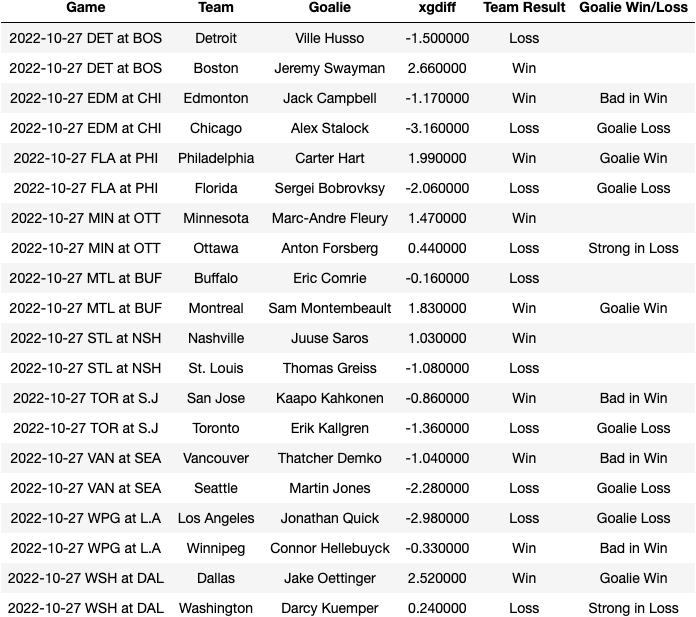 Game Team Goalie xgdiff Team Result Goalie Win/Loss
2022-10-27 DET at BOS Detroit Ville Husso -1.500000 Loss
2022-10-27 DET at BOS Boston Jeremy Swayman 2.660000 Win
2022-10-27 EDM at CHI Edmonton Jack Campbell -1.170000 Win Bad in Win
2022-10-27 EDM at CHI Chicago Alex Stalock -3.160000 Loss Goalie Loss
2022-10-27 FLA at PHI Philadelphia Carter Hart 1.990000 Win Goalie Win
2022-10-27 FLA at PHI Florida Sergei Bobrovksy -2.060000 Loss Goalie Loss
2022-10-27 MIN at OTT Minnesota Marc-Andre Fleury 1.470000 Win
2022-10-27 MIN at OTT Ottawa Anton Forsberg 0.440000 Loss Strong in Loss
2022-10-27 MTL at BUF Buffalo Eric Comrie -0.160000 Loss
2022-10-27 MTL at BUF Montreal Sam Montembeault 1.830000 Win Goalie Win
2022-10-27 STL at NSH Nashville Juuse Saros 1.030000 Win
2022-10-27 STL at NSH St. Louis Thomas Greiss -1.080000 Loss
2022-10-27 TOR at S.J San Jose Kaapo Kahkonen -0.860000 Win Bad in Win
2022-10-27 TOR at S.J Toronto Erik Kallgren -1.360000 Loss Goalie Loss
2022-10-27 VAN at SEA Vancouver Thatcher Demko -1.040000 Win Bad in Win
2022-10-27 VAN at SEA Seattle Martin Jones -2.280000 Loss Goalie Loss
2022-10-27 WPG at L.A Los Angeles Jonathan Quick -2.980000 Loss Goalie Loss
2022-10-27 WPG at L.A Winnipeg Connor Hellebuyck -0.330000 Win Bad in Win
2022-10-27 WSH at DAL Dallas Jake Oettinger 2.520000 Win Goalie Win
2022-10-27 WSH at DAL Washington Darcy Kuemper 0.240000 Loss Strong in Loss